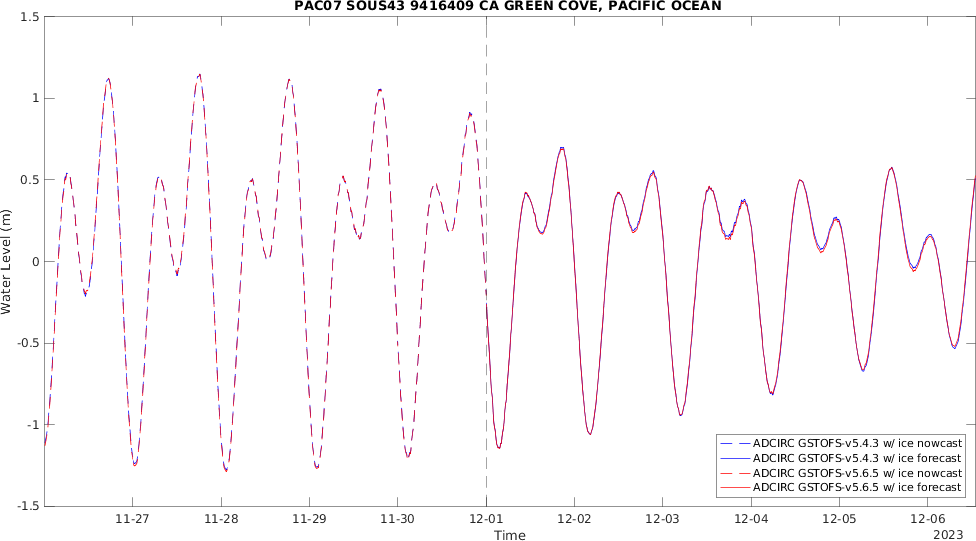 PAC07 SOUS43 9416409 CA GREEN COVE, PACIFIC OCEAN
1.5
1
0.5
0
-0.5
-1
-1.5
Water Level (m)
ADCIRC GSTOFS-v5.4.3 w/ ice nowcast
ADCIRC GSTOFS-v5.4.3 w/ ice forecast
ADCIRC GSTOFS-v5.6.5 w/ ice nowcast
ADCIRC GSTOFS-v5.6.5 w/ ice forecast
11-27 11-28 11-29 11-30 12-01 12-02 12-03 12-04 12-05 12-06
Time
2023